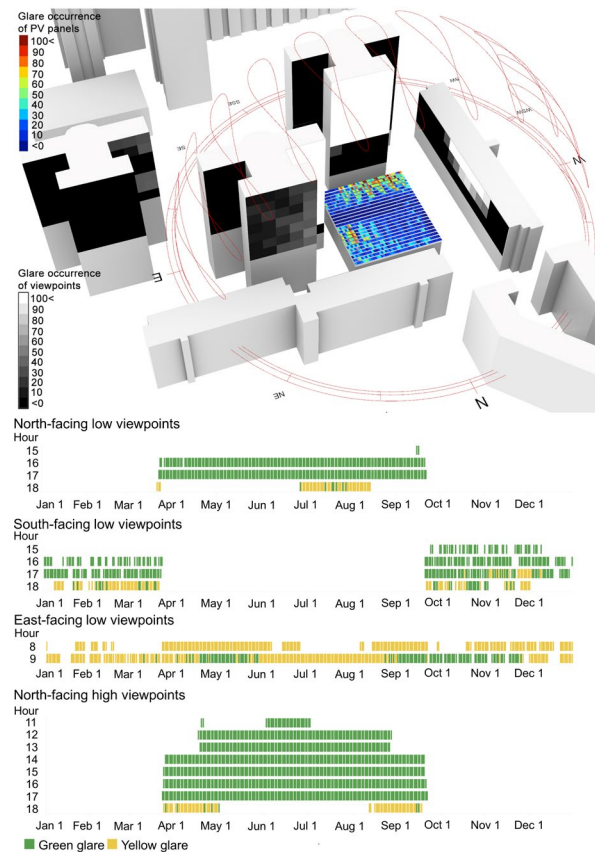 Glare occurrence
of PV panels
100<
90
80
70
60
50
40
30
20
10
<0
SSE
SE
E
NE
N
NW
WNW
W
Glare occurrence
of viewpoints
100<
90
80
70
60
50
40
30
20
10
<0
North-facing low viewpoints
Hour
15
16
17
18
Jan 1 Feb 1 Mar 1 Apr 1 May 1 Jun 1 Jul 1 Aug 1 Sep 1 Oct 1 Nov 1 Dec 1
South-facing low viewpoints
Hour
15
16
17
18
Jan 1 Feb 1 Mar 1 Apr 1 May 1 Jun 1 Jul 1 Aug 1 Sep 1 Oct 1 Nov 1 Dec 1
East-facing low viewpoints
Hour
8
9
Jan 1 Feb 1 Mar 1 Apr 1 May 1 Jun 1 Jul 1 Aug 1 Sep 1 Oct 1 Nov 1 Dec 1
North-facing high viewpoints
Hour
11
12
13
14
15
16
17
18
Jan 1 Feb 1 Mar 1 Apr 1 May 1 Jun 1 Jul 1 Aug 1 Sep 1 Oct 1 Nov 1 Dec 1
Green glare Yellow glare